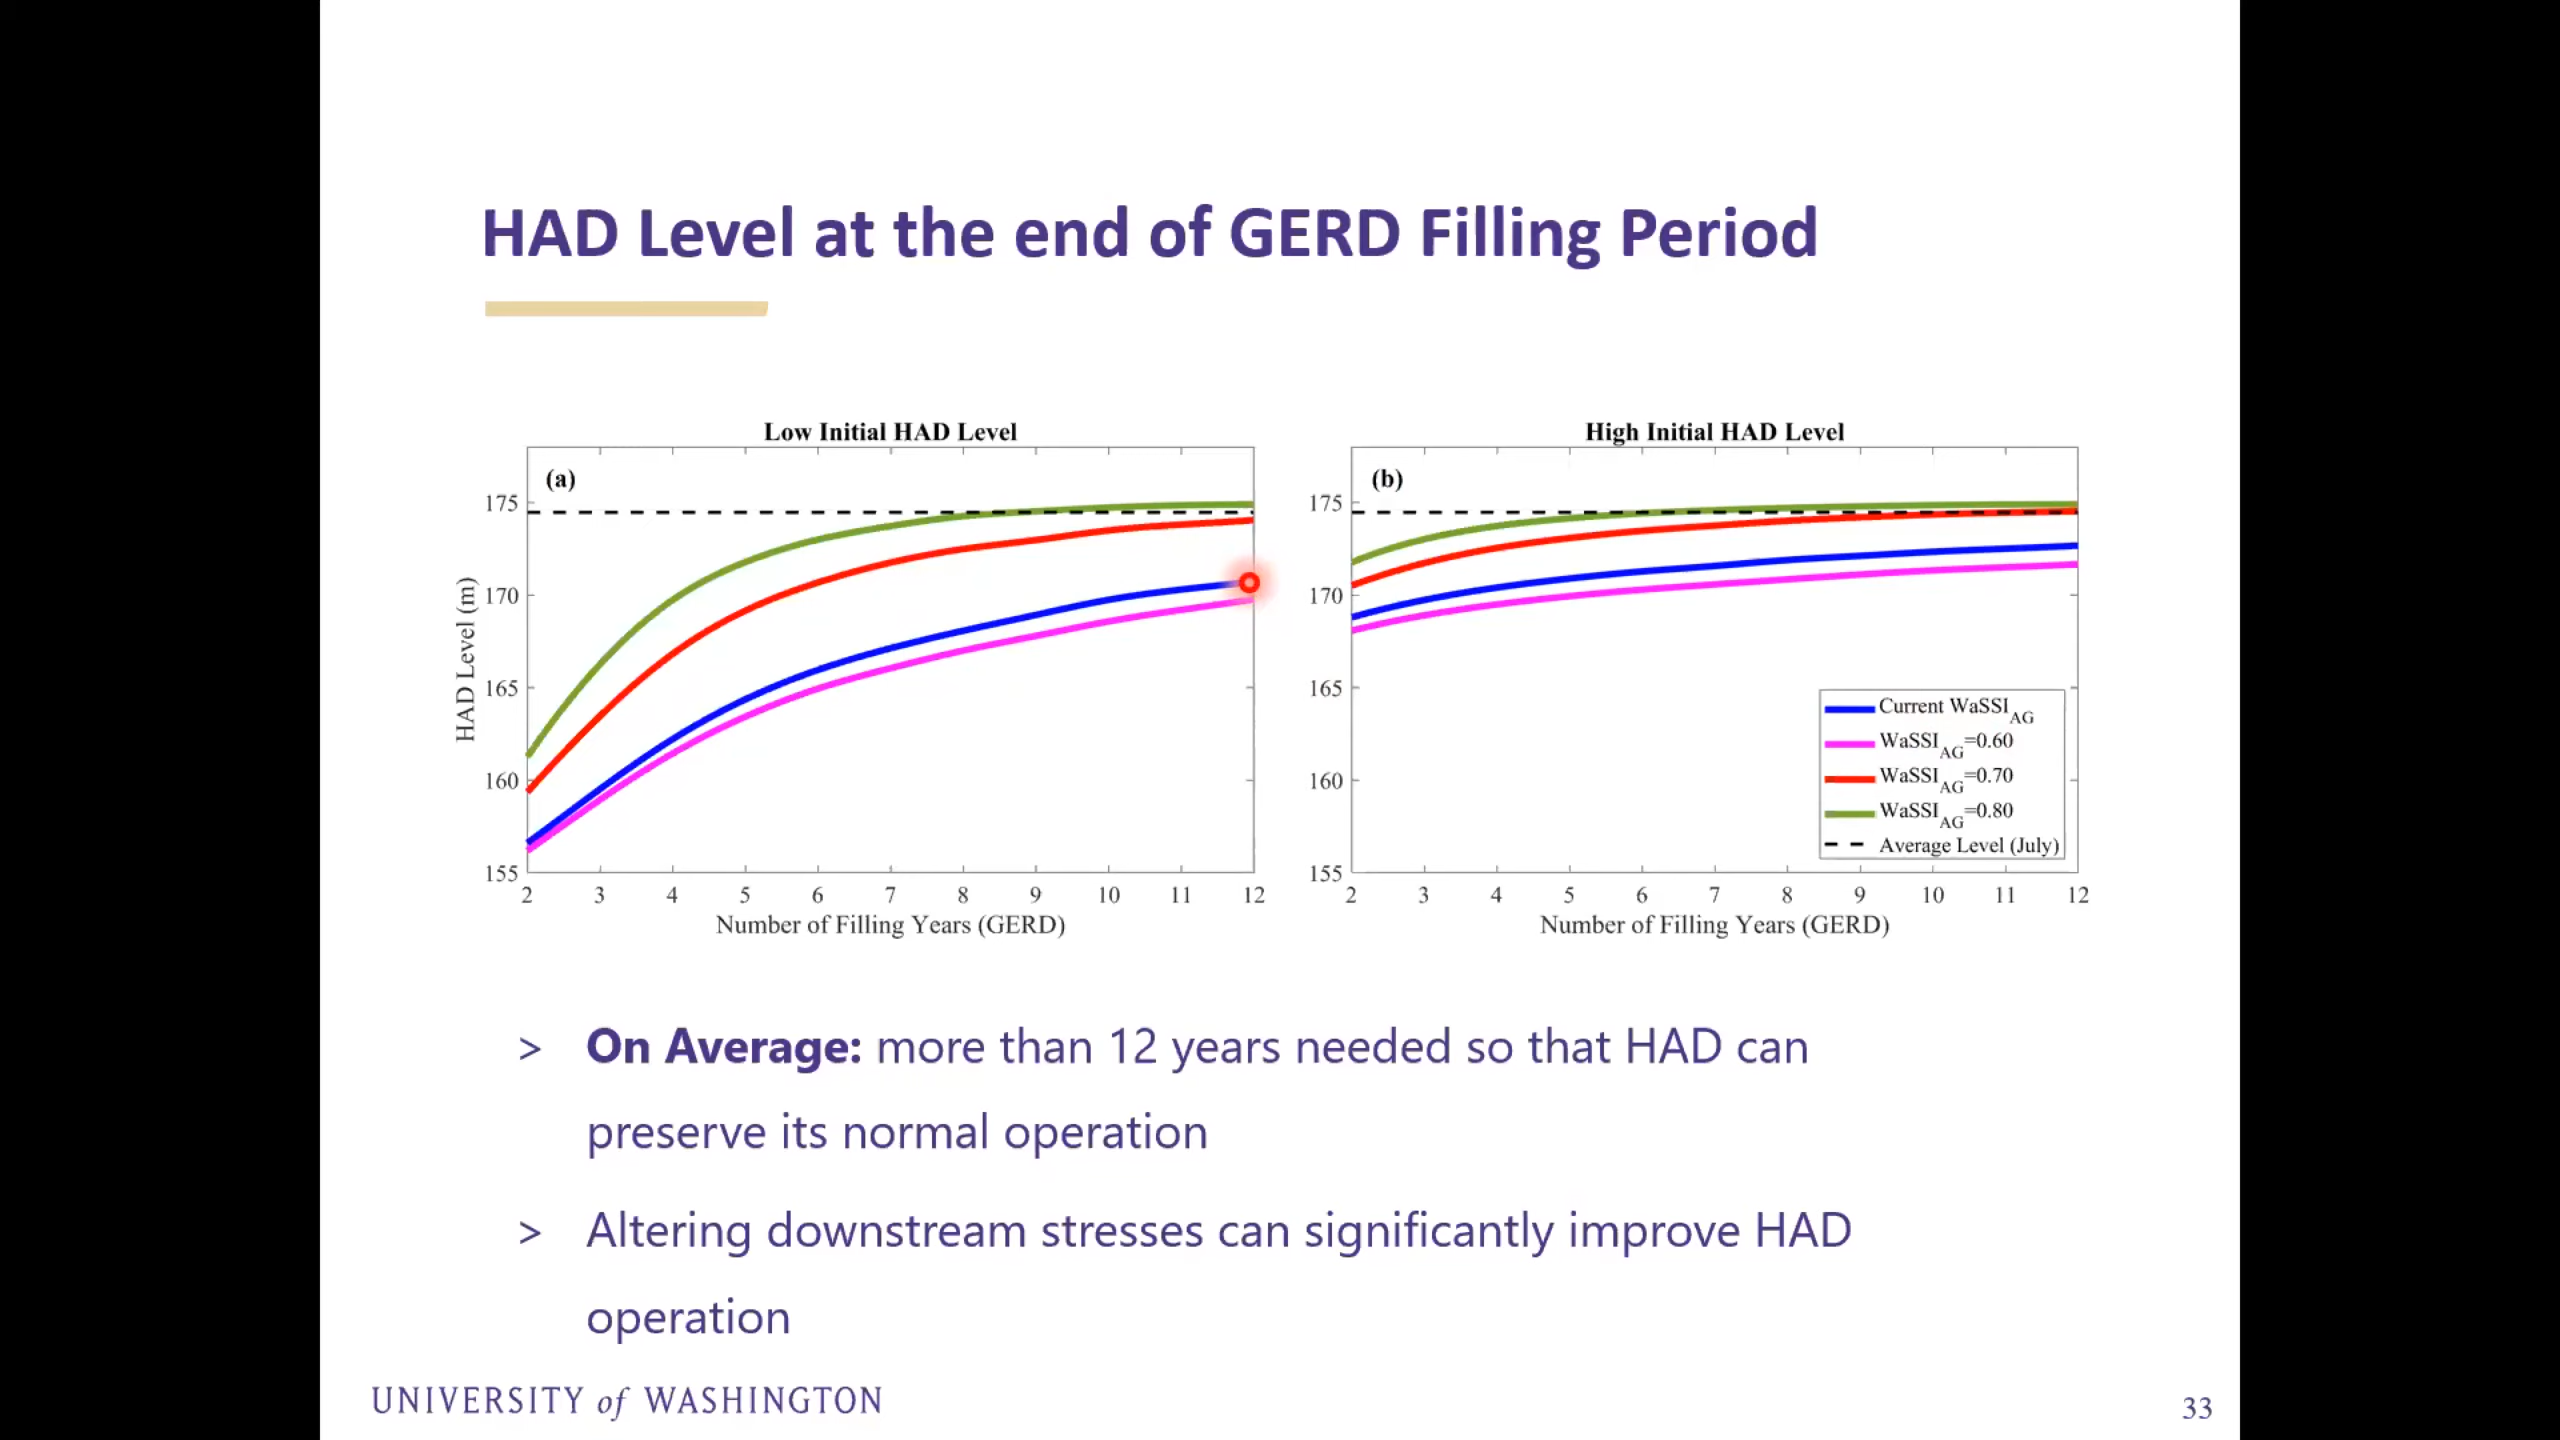 HAD Level at the end of GERD Filling Period
Low Initial HAD Level
(a)
175
170
165
160
155
HAD Level (m)
2 3 4 5 6 7 8 9 10 11 12
Number of Filling Years (GERD)
High Initial HAD Level
(b)
175
170
165
160
155
2 3 4 5 6 7 8 9 10 11 12
Number of Filling Years (GERD)
Current WaSSI AG
WaSSI AG=0.60
WaSSI AG=0.70
WaSSI AG=0.80
Average Level (July)
> On Average: more than 12 years needed so that HAD can
preserve its normal operation
> Altering downstream stresses can significantly improve HAD
operation
UNIVERSITY of WASHINGTON
33